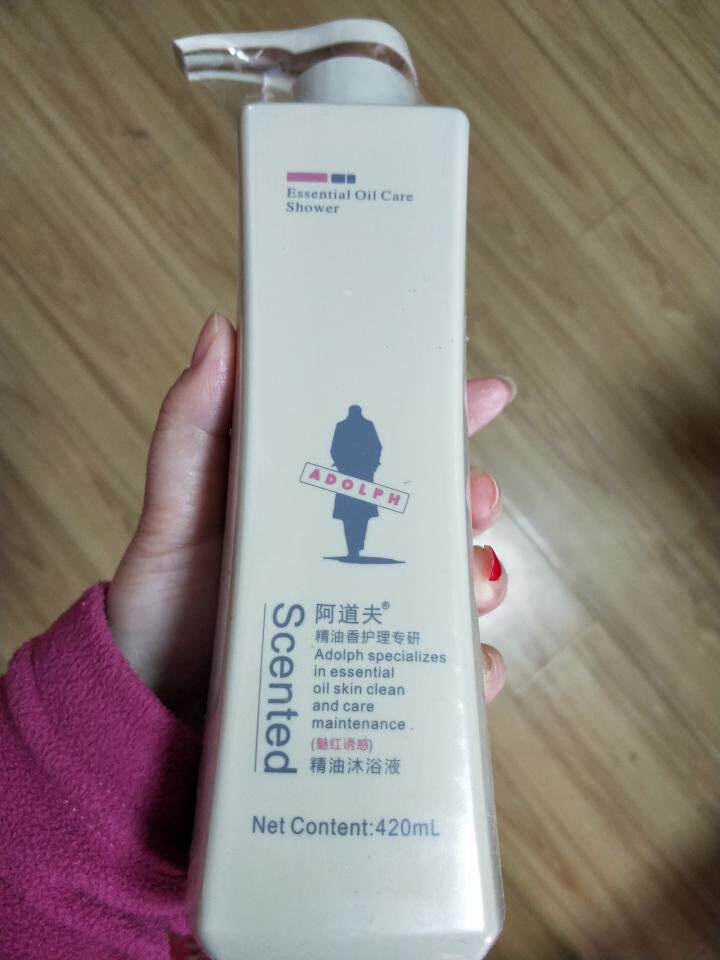 Essential Oil Care
Shower
ADOLPH
Scented
阿道夫®
精油香护理专研
Adolph specializes
in essential
oil skin clean
and care
maintenance .
(魅红诱惑)
精油沐浴液
Net Content:420mL